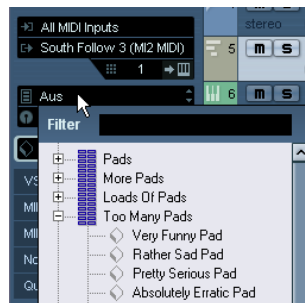 All MIDI Inputs
stereo
South Follow 3 (MI2 MIDI)
5 m S
1
Aus
6 m S
Filter
Pads
More Pads
Loads Of Pads
Too Many Pads
Very Funny Pad
Rather Sad Pad
Pretty Serious Pad
Absolutely Erratic Pad
VS
MII
MII
No
Qu